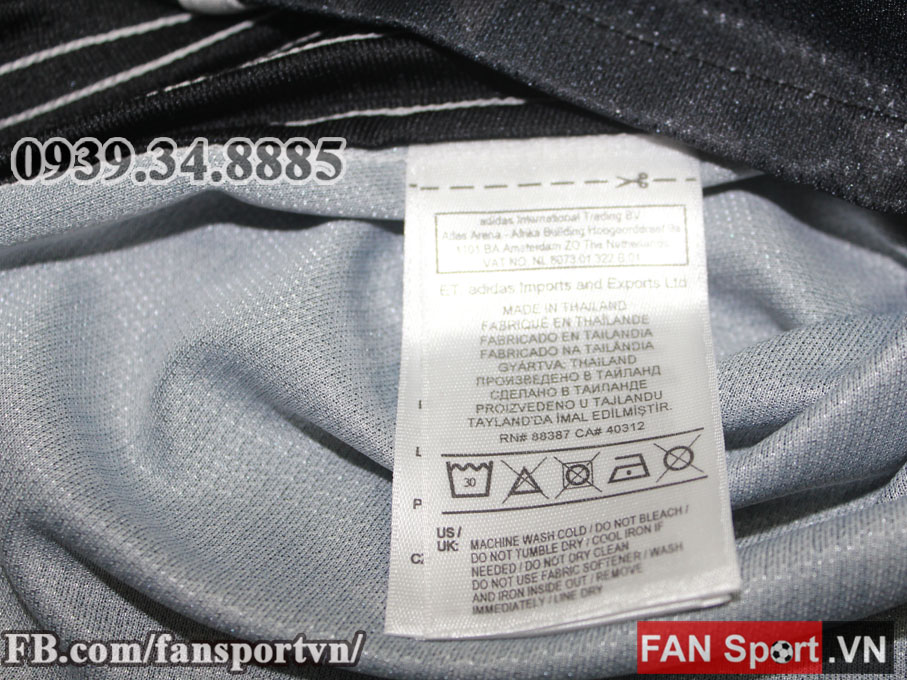 0939.34.8885
adidas International Trading BV
Atlas Arena - Afrika Building Hoogoorddreef 9a
1101 BA Amsterdam ZO The Netherlands
VAT NO. NL 8073.01.322.B.01
ET. adidas Imports and Exports Ltd
MADE IN THAILAND
FABRIQUÉ EN THAÏLANDE
FABRICADO EN TAILANDIA
FABRICADO NA TAILÂNDIA
GYÁRTVA: THAILAND
ПРОИЗВЕДЕНО В ТАЙЛАНД
СДЕЛАНО В ТАИЛАНДЕ
PROIZVEDENO U TAJLANDU
TAYLAND'DA İMAL EDİLMİŞTİR.
RN# 88387 CA# 40312
30
I
L
P
US /
UK:
MACHINE WASH COLD / DO NOT BLEACH /
DO NOT TUMBLE DRY / COOL IRON IF
NEEDED / DO NOT DRY CLEAN
DO NOT USE FABRIC SOFTENER / WASH
AND IRON INSIDE OUT / REMOVE
IMMEDIATELY / LINE DRY
FB.com/fansportvn/
FAN Sport.VN